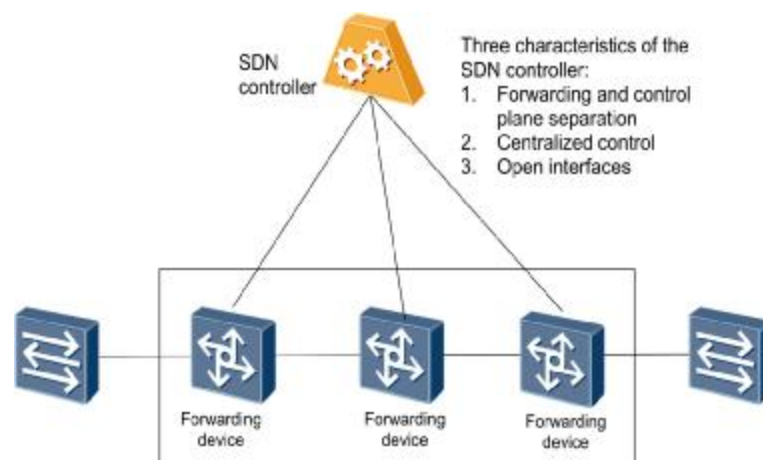 SDN
controller
Three characteristics of the
SDN controller:
1. Forwarding and control
plane separation
2. Centralized control
3. Open interfaces
Forwarding
device
Forwarding
device
Forwarding
device